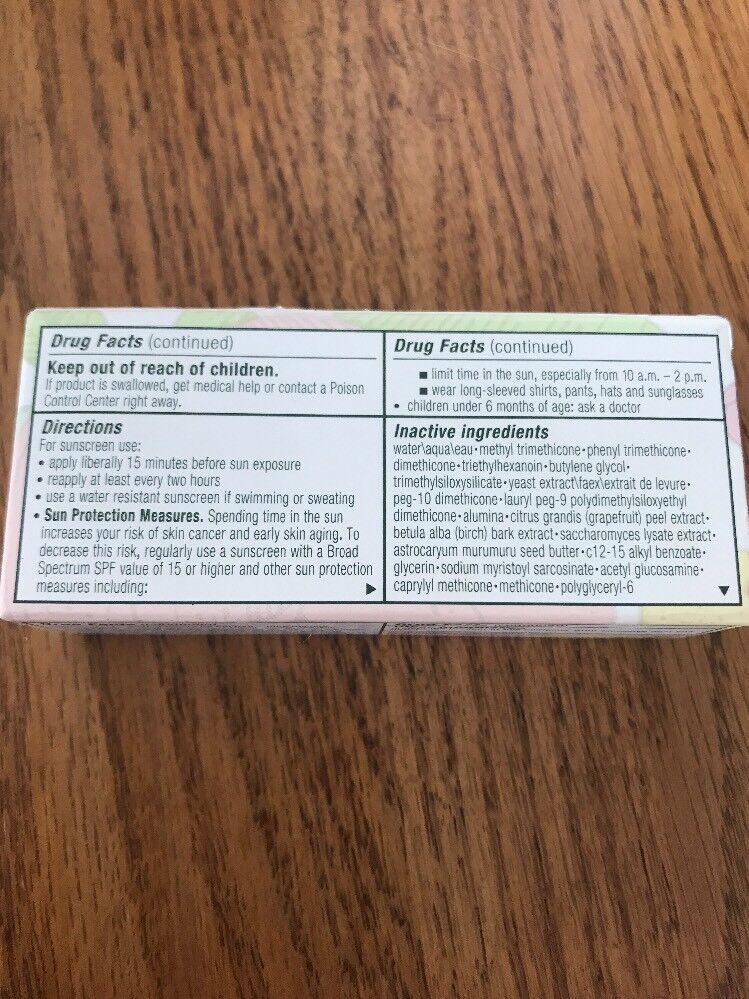 Drug Facts (continued)
Keep out of reach of children.
If product is swallowed, get medical help or contact a Poison
Control Center right away.
Directions
For sunscreen use:
• apply liberally 15 minutes before sun exposure
• reapply at least every two hours
• use a water resistant sunscreen if swimming or sweating
• Sun Protection Measures. Spending time in the sun
increases your risk of skin cancer and early skin aging. To
decrease this risk, regularly use a sunscreen with a Broad
Spectrum SPF value of 15 or higher and other sun protection
measures including: ▶
Drug Facts (continued)
■ limit time in the sun, especially from 10 a.m. – 2 p.m.
■ wear long-sleeved shirts, pants, hats and sunglasses
• children under 6 months of age: ask a doctor
Inactive ingredients
water\aqua\eau•methyl trimethicone•phenyl trimethicone•
dimethicone•triethylhexanoin•butylene glycol•
trimethylsiloxysilicate•yeast extract\faex\extrait de levure•
peg-10 dimethicone•lauryl peg-9 polydimethylsiloxyethyl
dimethicone•alumina•citrus grandis (grapefruit) peel extract•
betula alba (birch) bark extract•saccharomyces lysate extract•
astrocaryum murumuru seed butter•c12-15 alkyl benzoate•
glycerin•sodium myristoyl sarcosinate•acetyl glucosamine•
caprylyl methicone•methicone•polyglyceryl-6 ▼